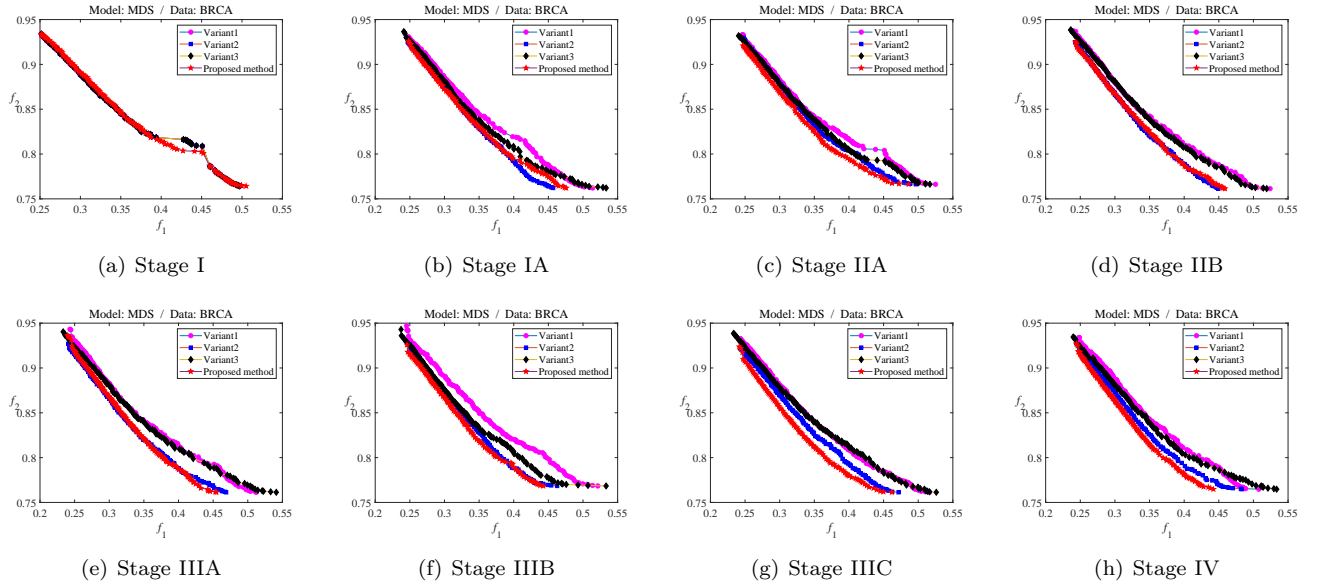 Model: MDS / Data: BRCA
Variant1
Variant2
Variant3
Proposed method
0.95
0.9
0.85
0.8
0.75
f2
0.25 0.3 0.35 0.4 0.45 0.5 0.55
f1
(a) Stage I
Model: MDS / Data: BRCA
Variant1
Variant2
Variant3
Proposed method
0.95
0.9
0.85
0.8
0.75
f2
0.2 0.25 0.3 0.35 0.4 0.45 0.5 0.55
f1
(b) Stage IA
Model: MDS / Data: BRCA
Variant1
Variant2
Variant3
Proposed method
0.95
0.9
0.85
0.8
0.75
f2
0.2 0.25 0.3 0.35 0.4 0.45 0.5 0.55
f1
(c) Stage IIA
Model: MDS / Data: BRCA
Variant1
Variant2
Variant3
Proposed method
0.95
0.9
0.85
0.8
0.75
f2
0.2 0.25 0.3 0.35 0.4 0.45 0.5 0.55
f1
(d) Stage IIB
Model: MDS / Data: BRCA
Variant1
Variant2
Variant3
Proposed method
0.95
0.9
0.85
0.8
0.75
f2
0.2 0.25 0.3 0.35 0.4 0.45 0.5 0.55
f1
(e) Stage IIIA
Model: MDS / Data: BRCA
Variant1
Variant2
Variant3
Proposed method
0.95
0.9
0.85
0.8
0.75
f2
0.2 0.25 0.3 0.35 0.4 0.45 0.5 0.55
f1
(f) Stage IIIB
Model: MDS / Data: BRCA
Variant1
Variant2
Variant3
Proposed method
0.95
0.9
0.85
0.8
0.75
f2
0.2 0.25 0.3 0.35 0.4 0.45 0.5 0.55
f1
(g) Stage IIIC
Model: MDS / Data: BRCA
Variant1
Variant2
Variant3
Proposed method
0.95
0.9
0.85
0.8
0.75
f2
0.2 0.25 0.3 0.35 0.4 0.45 0.5 0.55
f1
(h) Stage IV